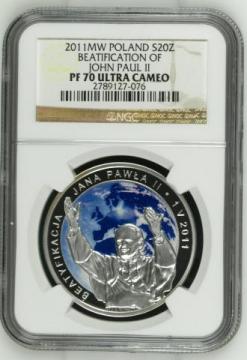 2011MW POLAND S20Z
BEATIFICATION OF
JOHN PAUL II
PF 70 ULTRA CAMEO
2789127-076
NGC
BEATYFIKACJA JANA PAWŁA II • 1 V 2011